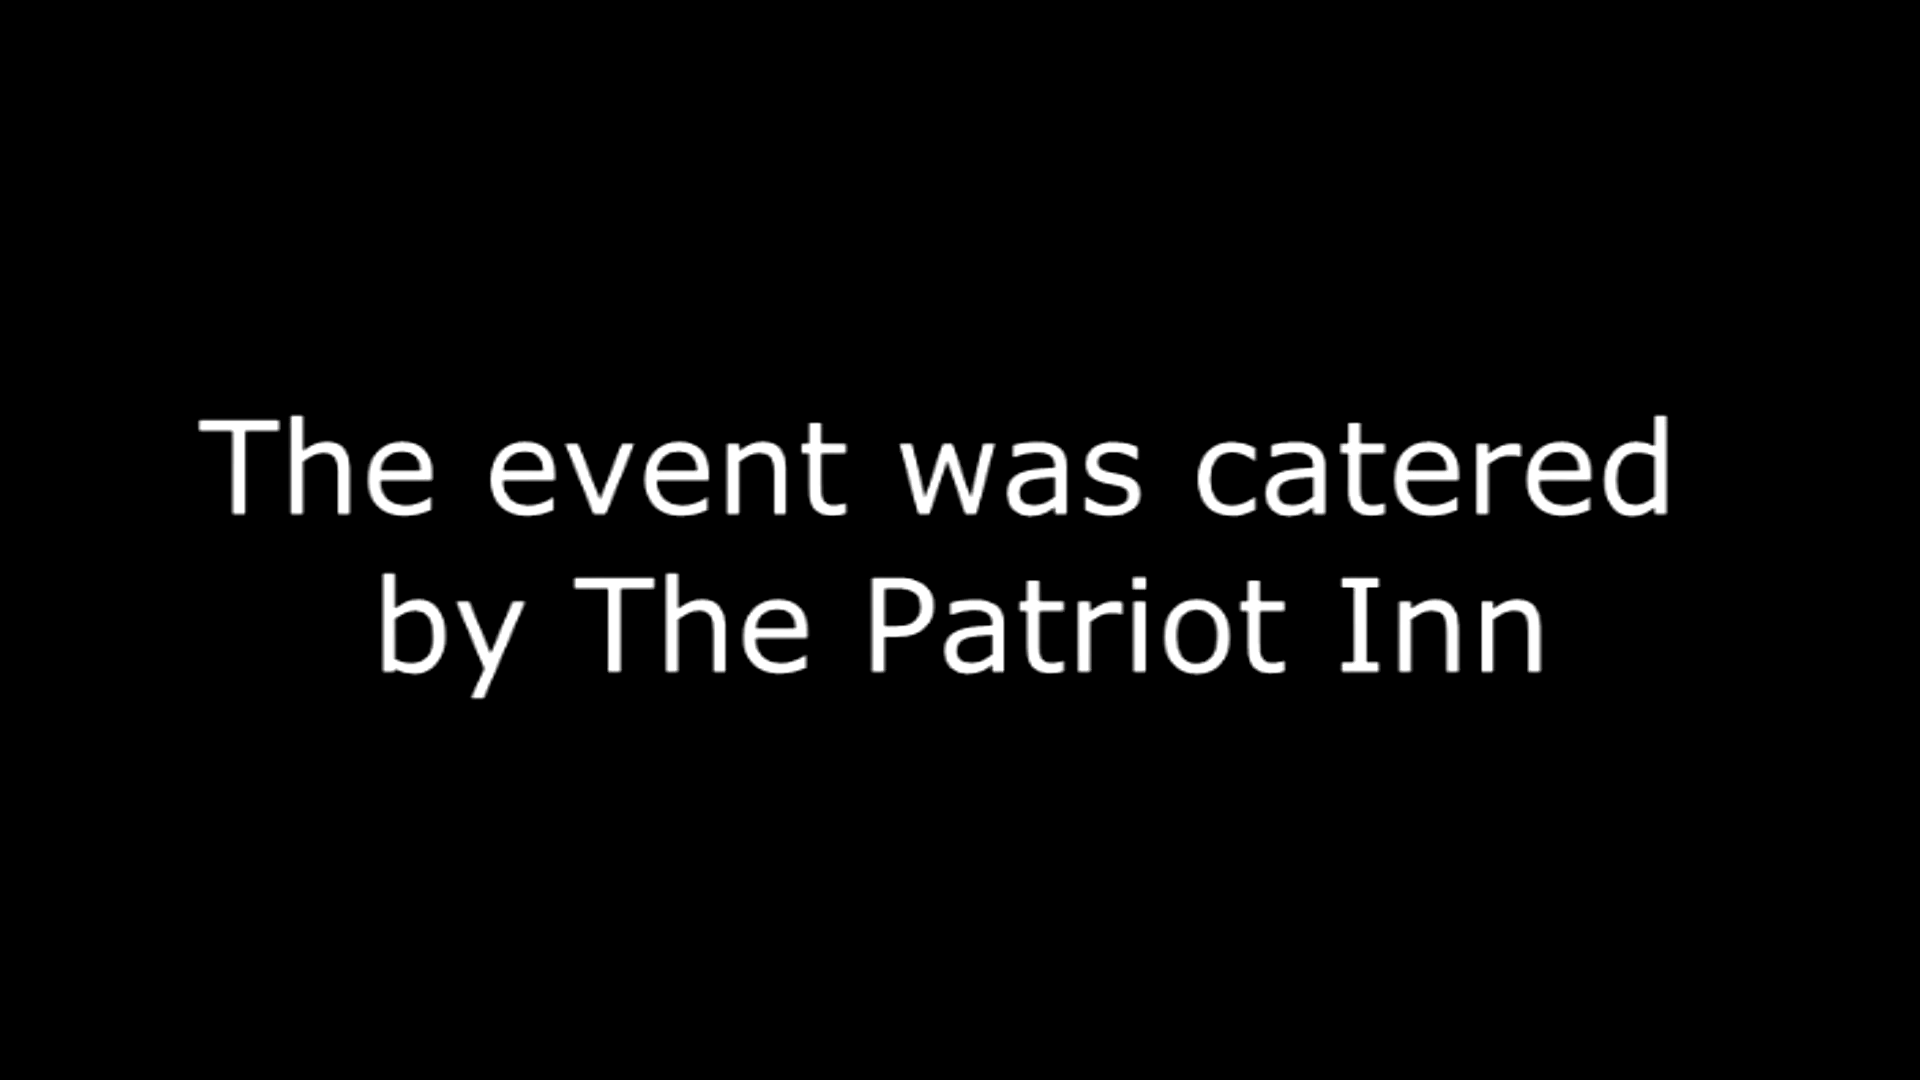 The event was catered
by The Patriot Inn